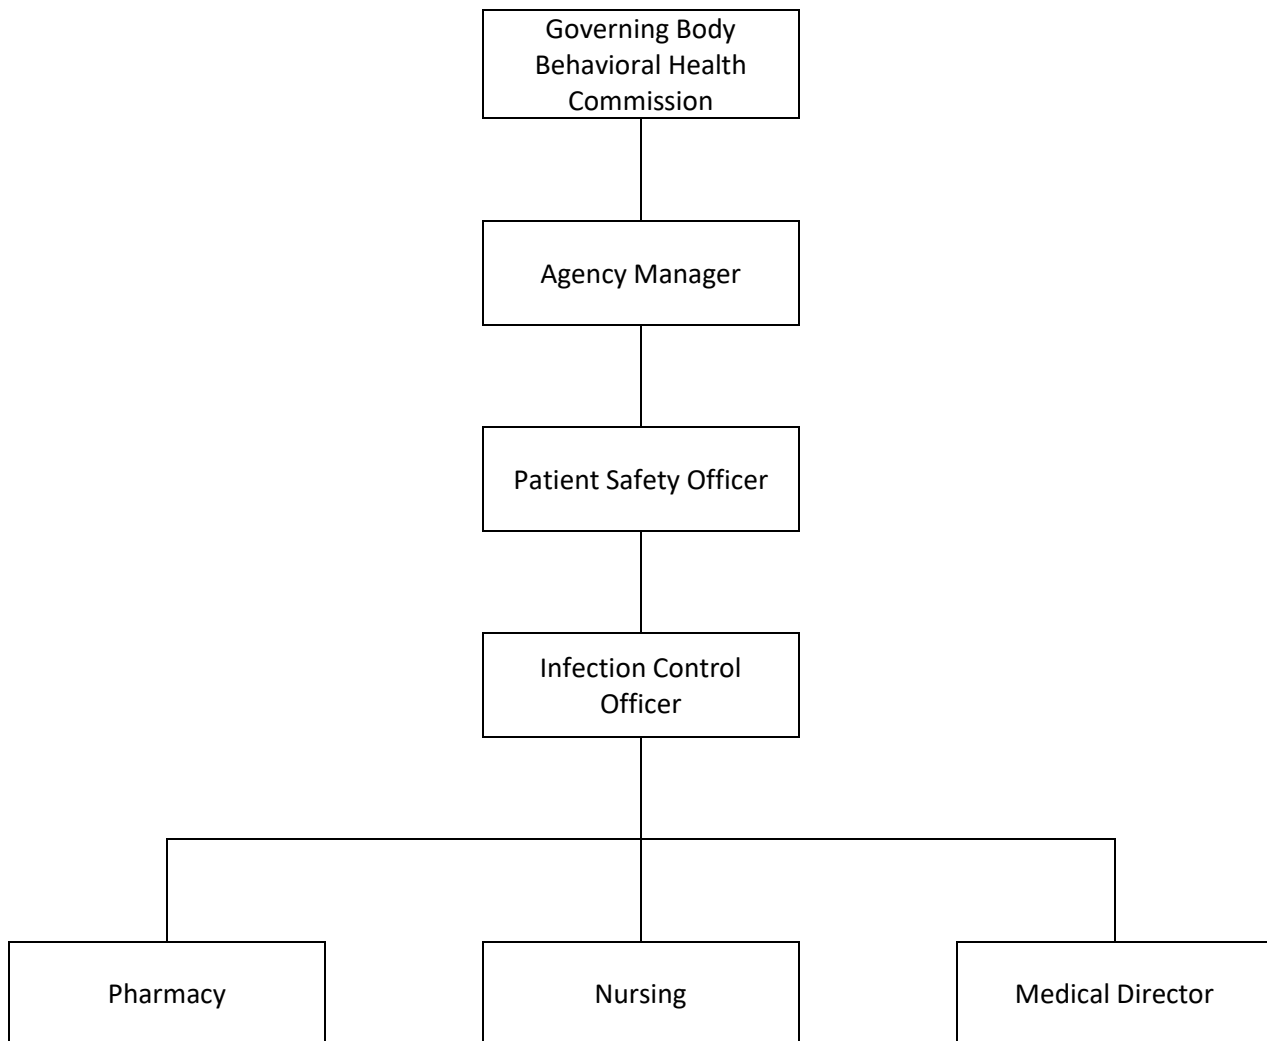 Governing Body
Behavioral Health
Commission
Agency Manager
Patient Safety Officer
Infection Control
Officer
Pharmacy
Nursing
Medical Director